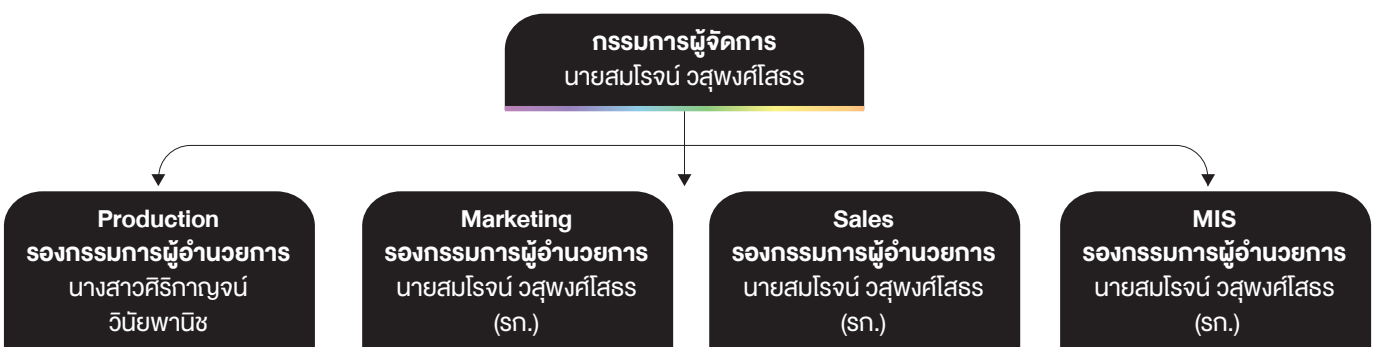 กรรมการผู้จัดการ
นายสมโรจน์ วสุพงศ์โสธร
Production
รองกรรมการผู้อำนวยการ
นางสาวศิริกาญจน์
วินัยพานิช
Marketing
รองกรรมการผู้อำนวยการ
นายสมโรจน์ วสุพงศ์โสธร
(รก.)
Sales
รองกรรมการผู้อำนวยการ
นายสมโรจน์ วสุพงศ์โสธร
(รก.)
MIS
รองกรรมการผู้อำนวยการ
นายสมโรจน์ วสุพงศ์โสธร
(รก.)